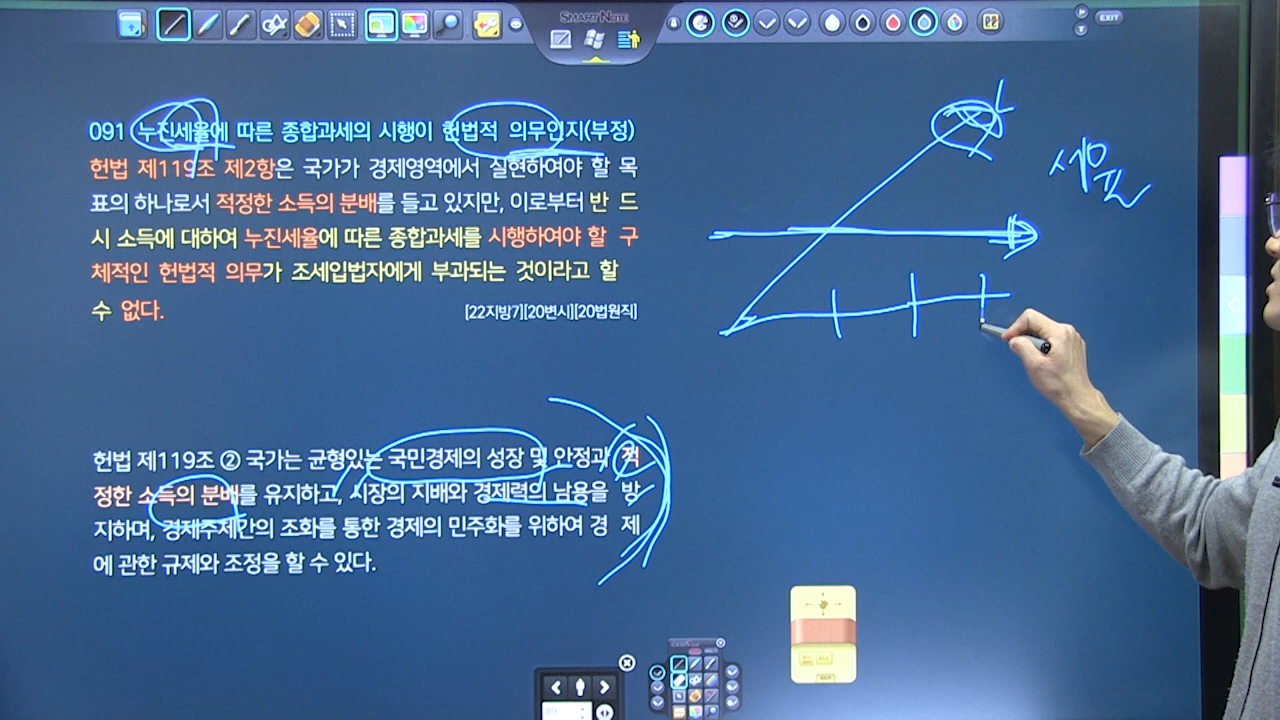 SMARTNOTE
EXIT
091 누진세율에 따른 종합과세의 시행이 헌법적 의무인지(부정)
헌법 제119조 제2항은 국가가 경제영역에서 실현하여야 할 목
표의 하나로서 적정한 소득의 분배를 들고 있지만, 이로부터 반 드
시 소득에 대하여 누진세율에 따른 종합과세를 시행하여야 할 구
체적인 헌법적 의무가 조세입법자에게 부과되는 것이라고 할
수 없다.
[22지방7][20변시][20법원직]
세율
헌법 제119조 ② 국가는 균형있는 국민경제의 성장 및 안정과 적
정한 소득의 분배를 유지하고, 시장의 지배와 경제력의 남용을 방
지하며, 경제주체간의 조화를 통한 경제의 민주화를 위하여 경 제
에 관한 규제와 조정을 할 수 있다.